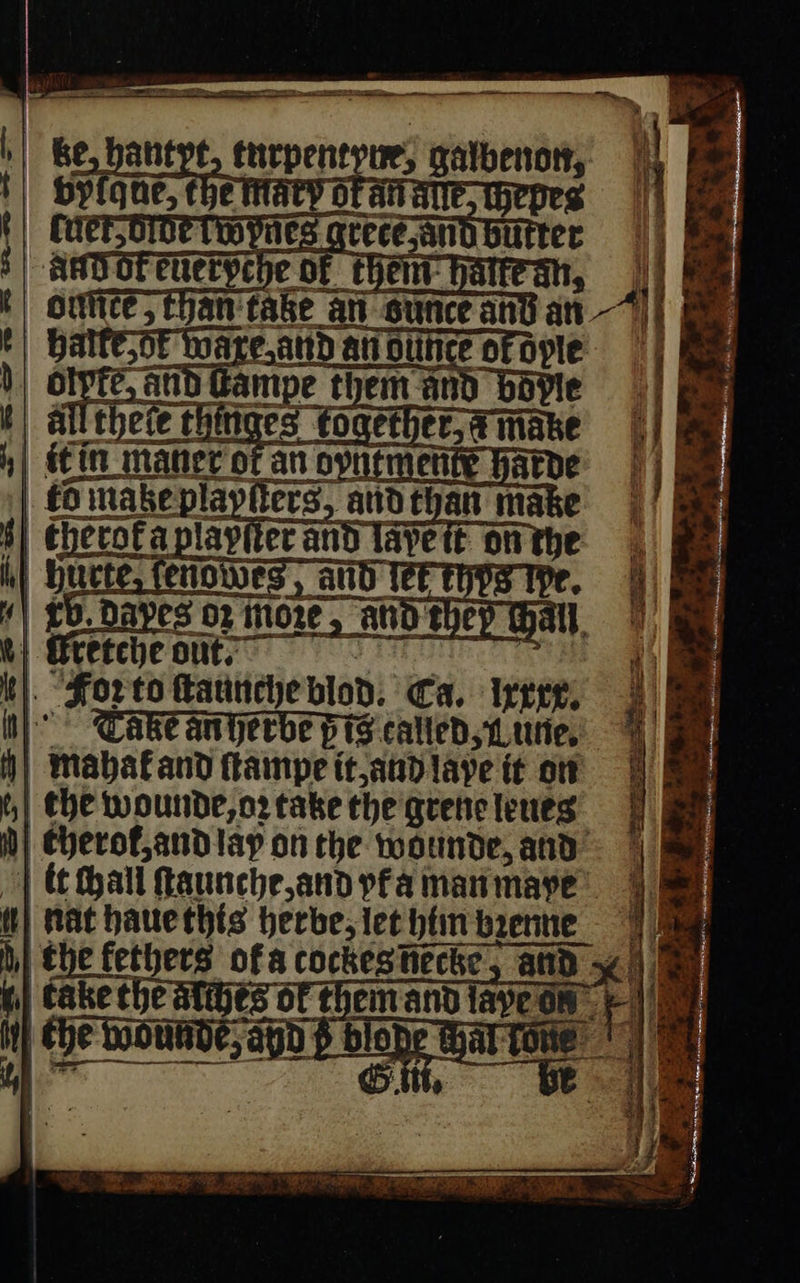 ke, hantyt, turpentyne, galbenon,
bylque, the mary of an asse, shepes
suet, olde swynes grece, and butter
and of eueryche of them halfe an,
ounce, than take an ounce and an
halfe, of waxe, and an ounce of oyle
olyfe, and stampe them and boyle
all these thinges together, & make
it in maner of an oyntmente harde
to make playsters, and than make
therof a playster and laye it on the
hurte, senowes, and let thys lye.
xv. dayes or more, and they shall
stretche out.
For to staunche blod. Ca. lxxxx.
Take an herbe þ is called,
mahaf and stampe it, and laye it on
the wounde, or take the grene leues
therof, and lay on the wounde, and
it shall staunche, and yf a man maye
nat haue this herbe, let him brenne
the fethers of a cockes necke, and
take the asshes of them and laye on
the wounde, and þ blode shal sone
G.iii. be